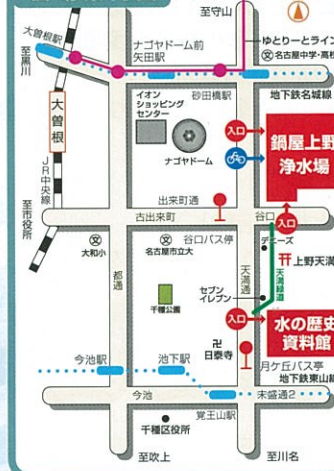 至守山
大曽根駅
ナゴヤドーム前
矢田駅
ゆとりーとライン
名古屋中学・高校
至黒川
砂田橋駅
地下鉄名城線
イオン
ショッピング
センター
大曽根
ナゴヤドーム
入口
鍋屋上野
浄水場
JR中央線
至市役所
出来町通
古出来町
谷口
入口
文
大和小
文
名古屋市立大
谷口バス停
デニーズ
上野天満
都通
天満通
天満緑道
千種公園
セブン
イレブン
入口
水の歴史
資料館
卍
日泰寺
今池駅
池下駅
月ケ丘バス亭
地下鉄東山線
今池
末盛通2
覚王山駅
千種区役所
至吹上
至川名